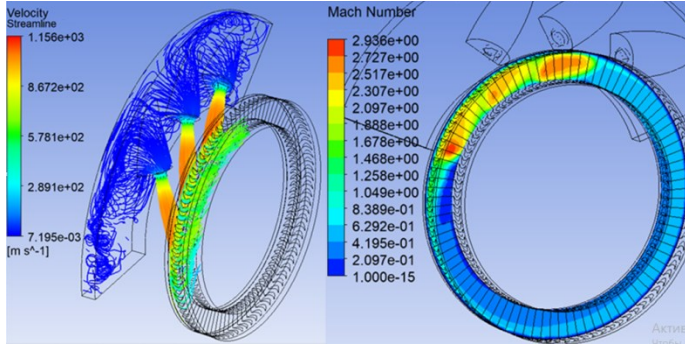 Velocity
Streamline
1.156e+03
8.672e+02
5.781e+02
2.891e+02
7.195e-03
[m s^-1]
Mach Number
2.936e+00
2.727e+00
2.517e+00
2.307e+00
2.097e+00
1.888e+00
1.678e+00
1.468e+00
1.258e+00
1.049e+00
8.389e-01
6.292e-01
4.195e-01
2.097e-01
1.000e-15
Актив
Чтобы